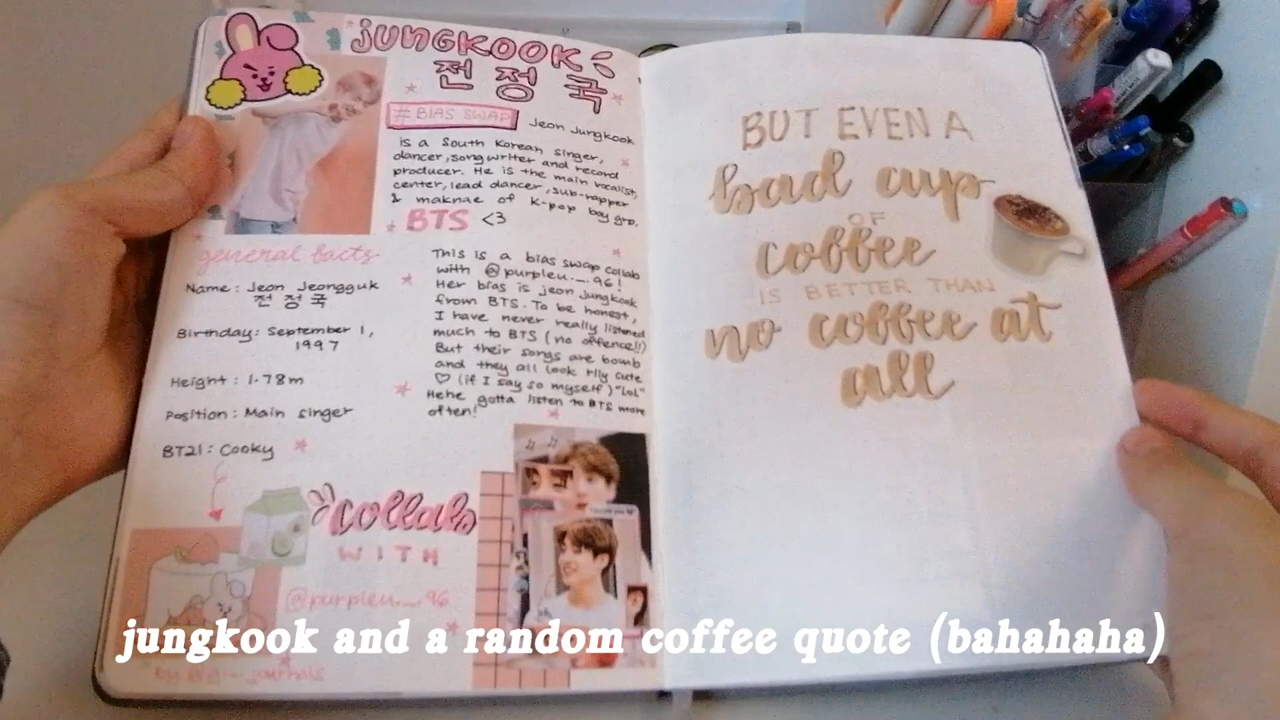 jungkook
전정국
#BIAS SWAP
Jeon Jungkook
is a South Korean singer,
dancer, songwriter and record
producer. He is the main vocalist,
center, lead dancer, sub-rapper
& maknae of K-pop boy grp.
BTS <3
general facts
Name: Jeon Jeongguk
전정국
Birthday: September 1,
1997
Height: 1.78m
Position: Main singer
BT21: Cooky
This is a bias swap collab
with @purpleu__.96!
Her bias is jeon jungkook
from BTS. To be honest,
I have never really listened
much to BTS (no offence!!)
But their songs are bomb
and they all look rlly cute
♡ (if I say so myself) "lol"
Hehe gotta listen to BTS more
often!
collab
WITH
@purpleu__.96
journals
BUT EVEN A
bad cup
OF
coffee
IS BETTER THAN
no coffee at
all
jungkook and a random coffee quote (bahahaha)